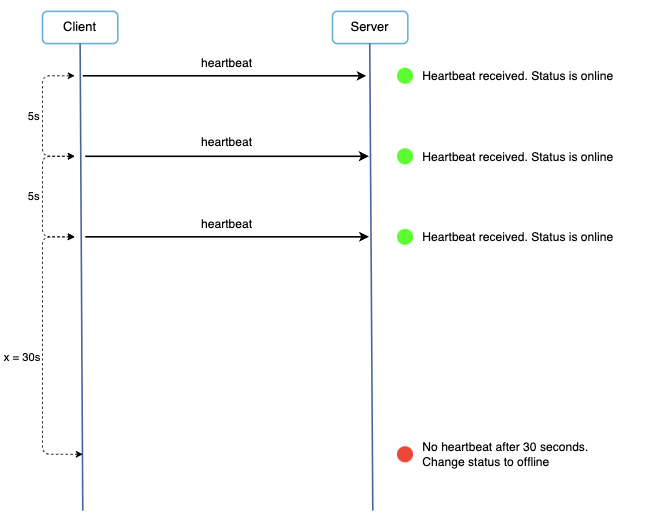 Client
Server
heartbeat
Heartbeat received. Status is online
5s
heartbeat
Heartbeat received. Status is online
5s
heartbeat
Heartbeat received. Status is online
x = 30s
No heartbeat after 30 seconds.
Change status to offline